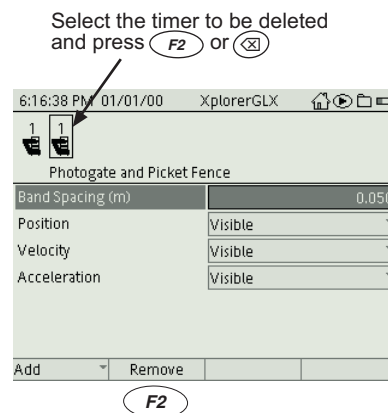 Select the timer to be deleted
and press F2 or
6:16:38 PM 01/01/00 XplorerGLX
1 1
Photogate and Picket Fence
Band Spacing (m) 0.050
Position Visible
Velocity Visible
Acceleration Visible
Add Remove
F2